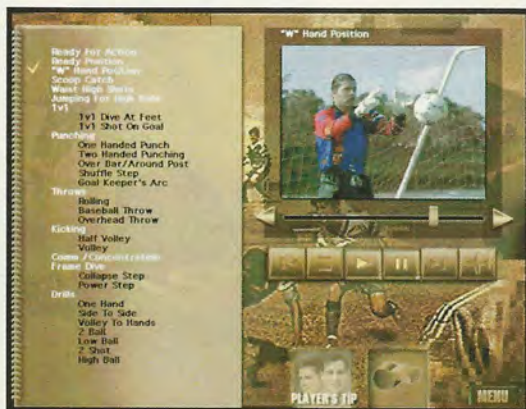 Ready For Action
Ready Position
"W" Hand Position
Scoop Catch
Waist High Shots
Jumping For High Balls
1v1
1v1 Dive At Feet
1v1 Shot On Goal
Punching
One Handed Punch
Two Handed Punching
Over Bar/Around Post
Shuffle Step
Goal Keeper's Arc
Throws
Rolling
Baseball Throw
Overhead Throw
Kicking
Half Volley
Volley
Comm./Concentration
Frame Dive
Collapse Step
Power Step
Drills
One Hand
Side To Side
Volley To Hands
2 Ball
Low Ball
2 Shot
High Ball
"W" Hand Position
PLAYER'S TIP
MENU